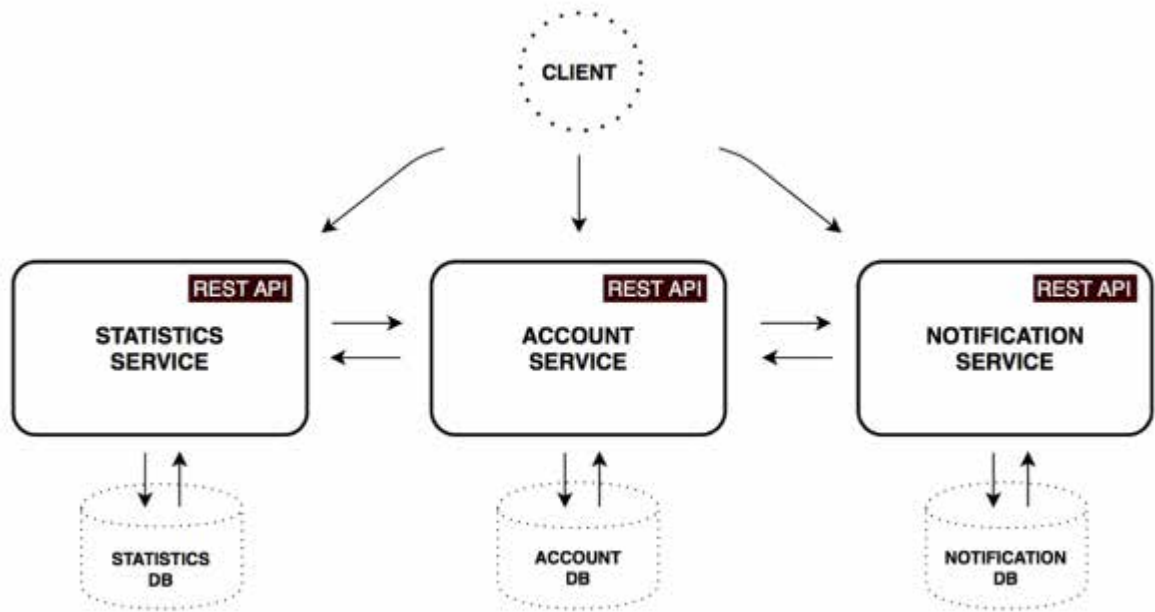 CLIENT
REST API
STATISTICS
SERVICE
REST API
ACCOUNT
SERVICE
REST API
NOTIFICATION
SERVICE
STATISTICS
DB
ACCOUNT
DB
NOTIFICATION
DB